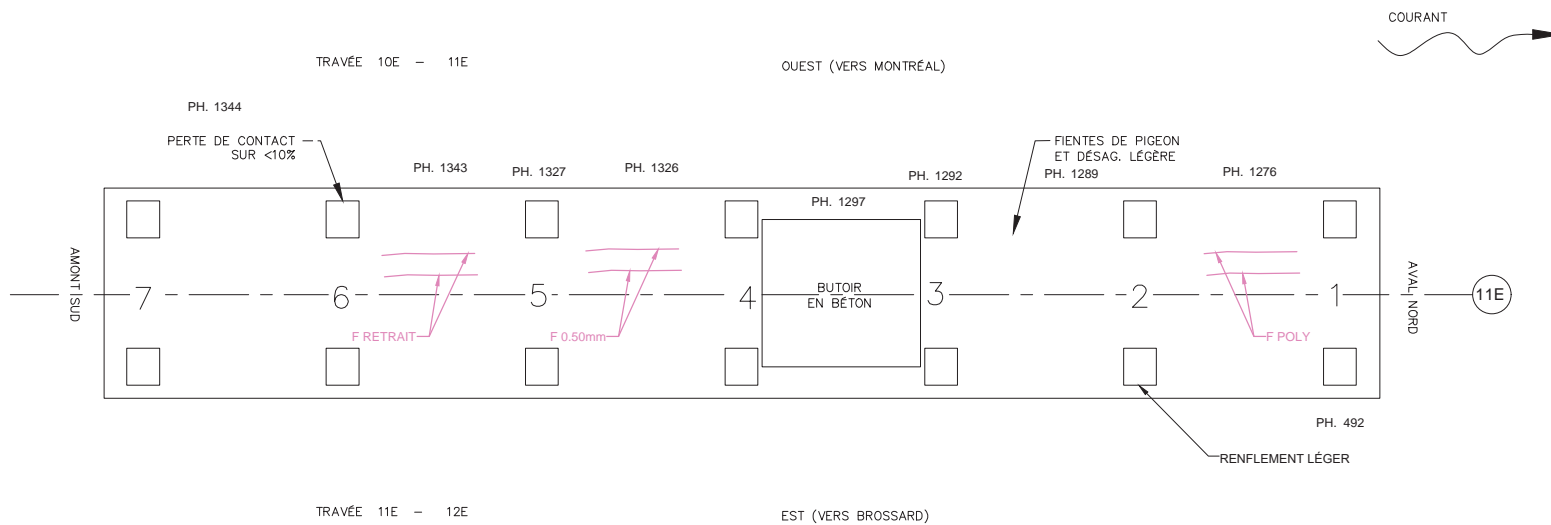 COURANT
TRAVÉE 10E - 11E
OUEST (VERS MONTRÉAL)
PH. 1344
PERTE DE CONTACT
SUR <10%
PH. 1343
PH. 1327
PH. 1326
PH. 1297
PH. 1292
FIENTES DE PIGEON
ET DÉSAG. LÉGÈRE
PH. 1289
PH. 1276
AMONT SUD
7
6
5
4
BUTOIR
EN BÉTON
3
2
1
AVAL NORD
11E
F RETRAIT
F 0.50mm
F POLY
PH. 492
RENFLEMENT LÉGER
TRAVÉE 11E - 12E
EST (VERS BROSSARD)